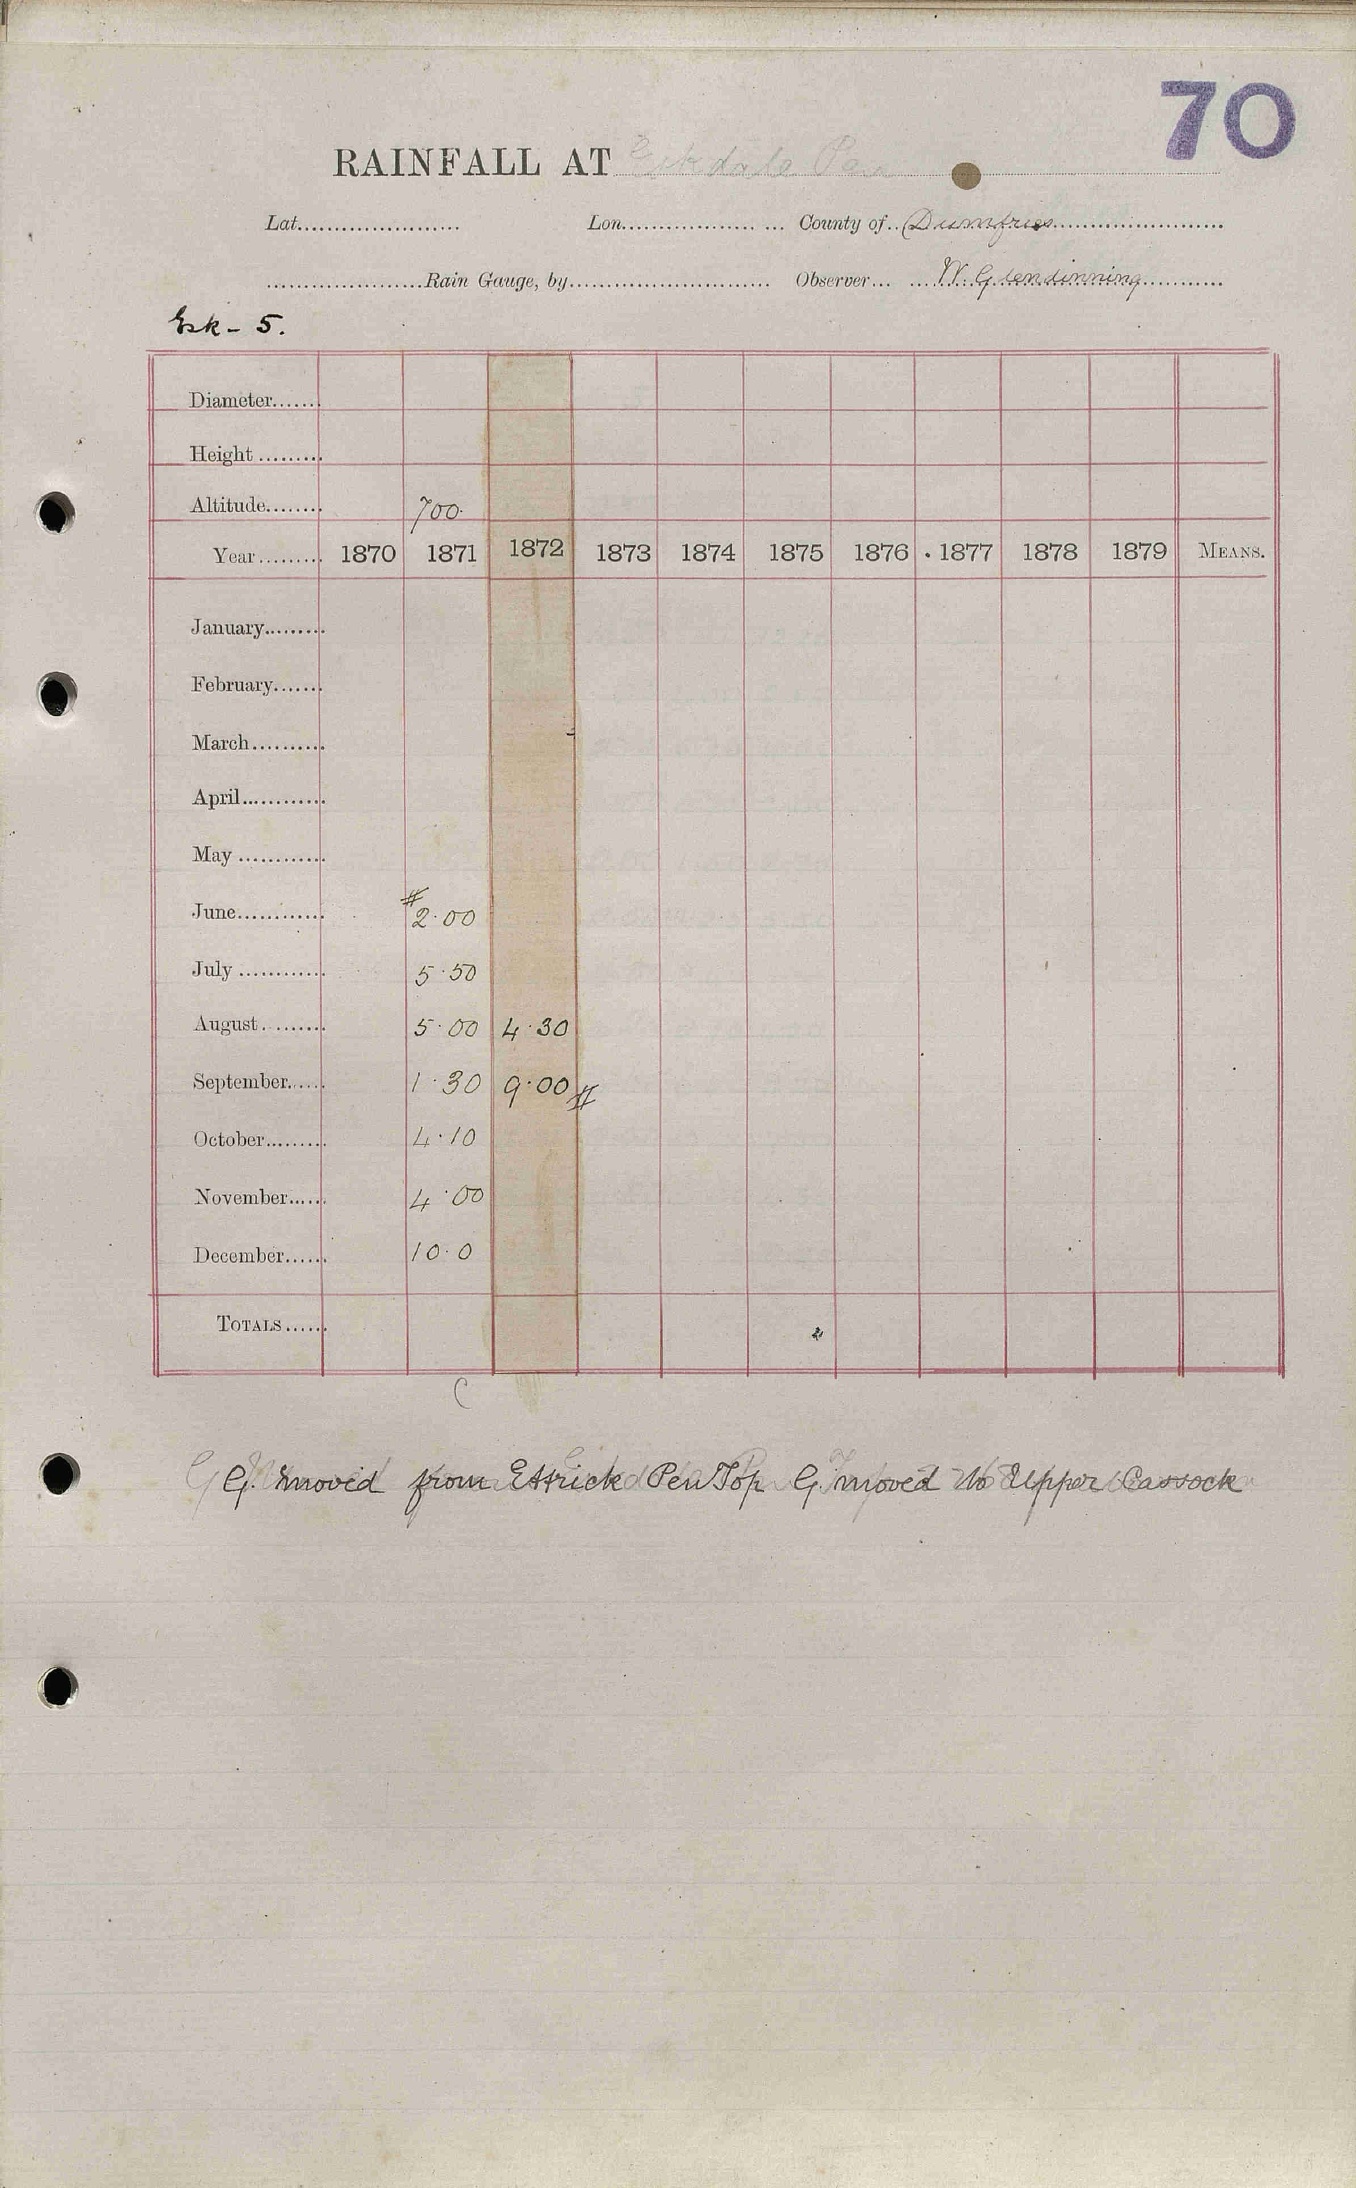 70
RAINFALL AT Eskdale Pen
Lat. Lon. County of Dumfries
Rain Gauge, by Observer W. Glendinning
Esk - 5.
Diameter
Height
Altitude 700
Year 1870 1871 1872 1873 1874 1875 1876 1877 1878 1879 MEANS.
January
February
March
April
May
June # 2.00
July 5.50
August 5.00 4.30
September 1.30 9.00 #
October 4.10
November 4.00
December 10.0
TOTALS
C
G. moved from Ettrick Pen Top G. moved to Upper Cassock